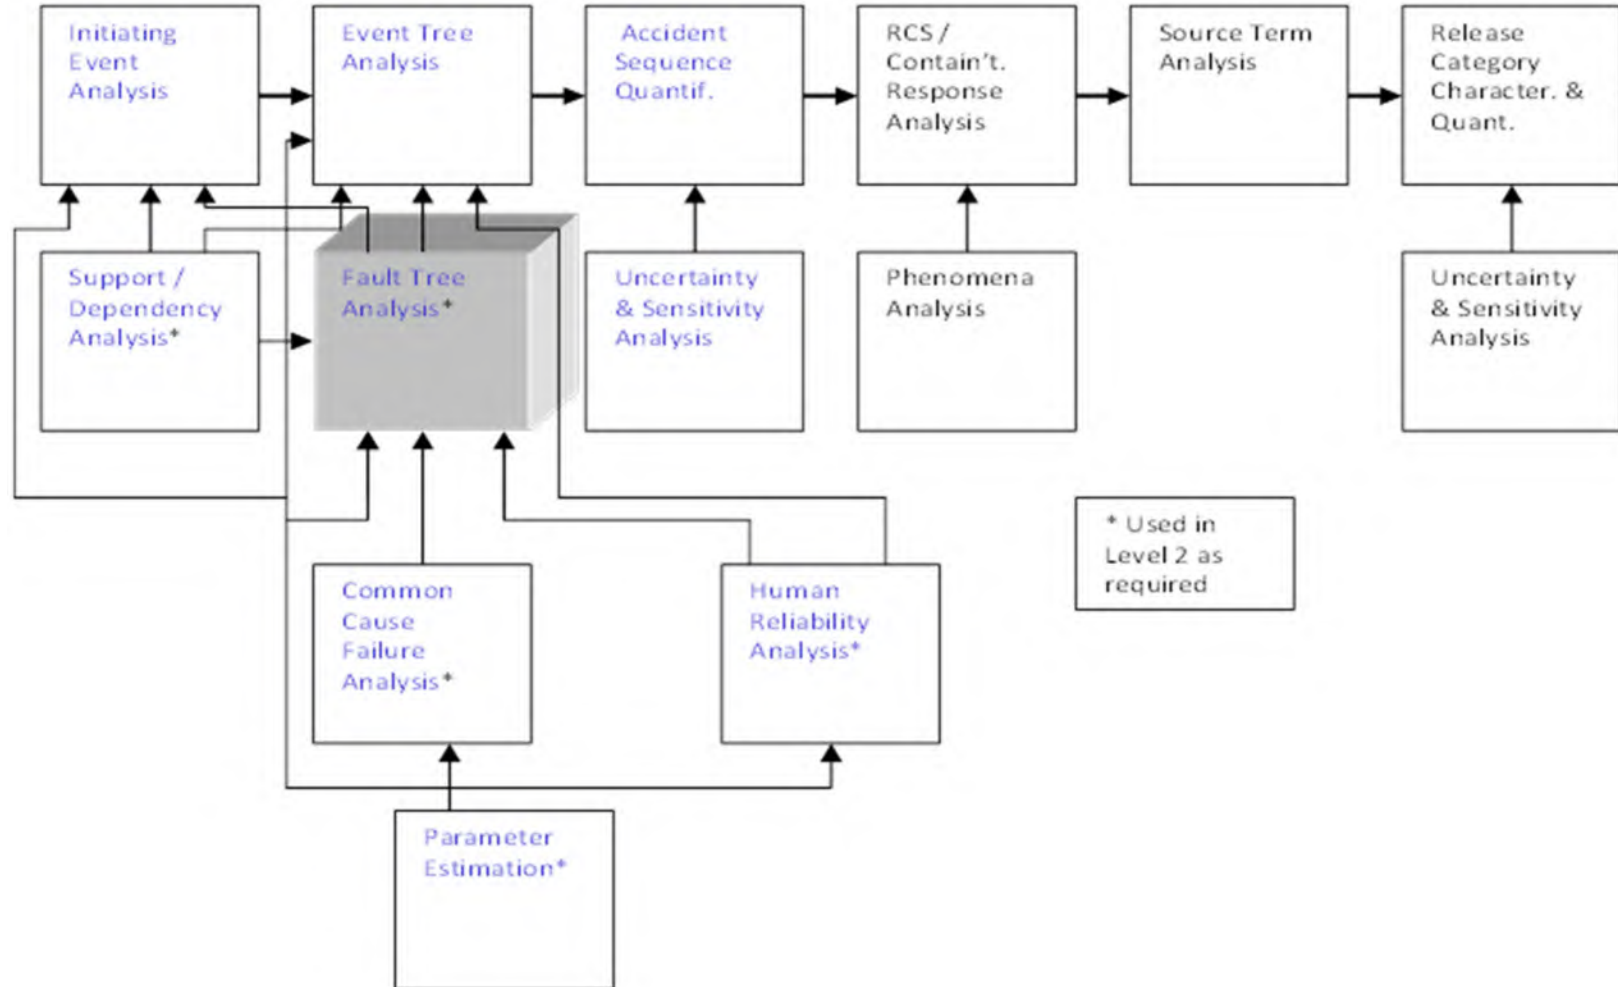 Initiating
Event
Analysis
Event Tree
Analysis
Accident
Sequence
Quantif.
RCS /
Contain't.
Response
Analysis
Source Term
Analysis
Release
Category
Character. &
Quant.
Support /
Dependency
Analysis*
Fault Tree
Analysis*
Uncertainty
& Sensitivity
Analysis
Phenomena
Analysis
Uncertainty
& Sensitivity
Analysis
* Used in
Level 2 as
required
Common
Cause
Failure
Analysis*
Human
Reliability
Analysis*
Parameter
Estimation*